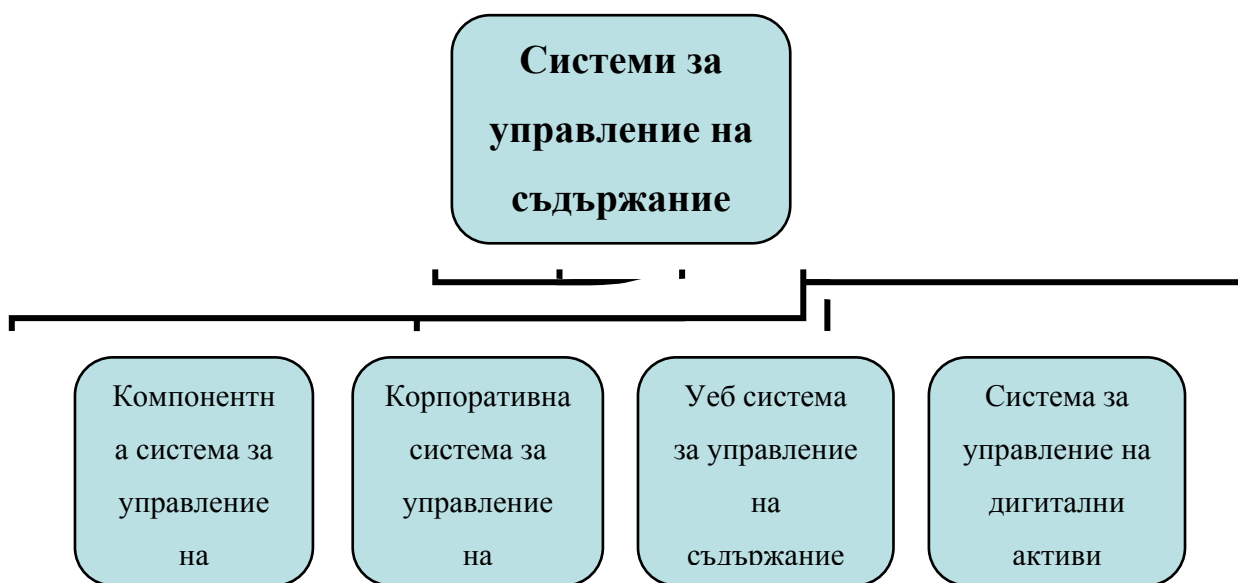 Системи за
управление на
съдържание
Компонентн
а система за
управление
на
Корпоративна
система за
управление
на
Уеб система
за управление
на
съдържание
Система за
управление на
дигитални
активи